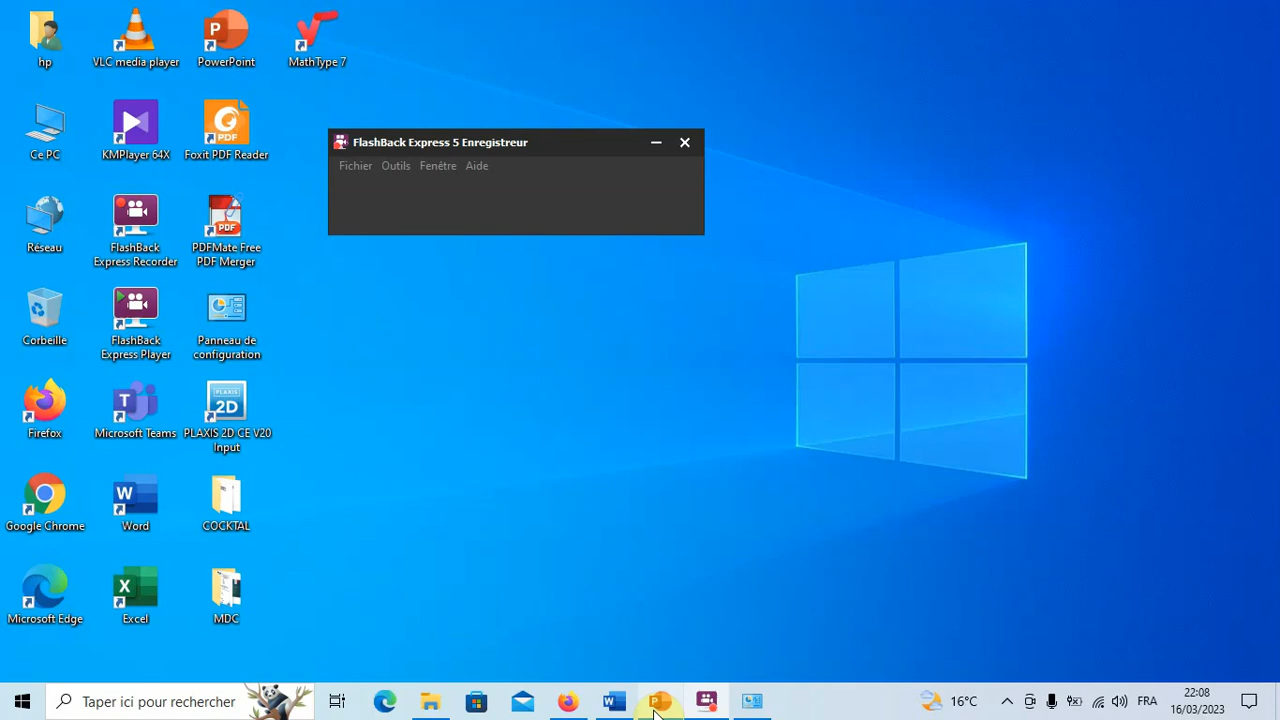 hp
VLC media player
PowerPoint
MathType 7
Ce PC
KMPlayer 64X
Foxit PDF Reader
FlashBack Express 5 Enregistreur
Fichier Outils Fenêtre Aide
Réseau
FlashBack
Express Recorder
PDF
PDFMate Free
PDF Merger
Corbeille
FlashBack
Express Player
Panneau de
configuration
Firefox
Microsoft Teams
PLAXIS
2D
PLAXIS 2D CE V20
Input
Google Chrome
Word
COCKTAL
Microsoft Edge
Excel
MDC
Taper ici pour rechercher
16°C
FRA
22:08
16/03/2023